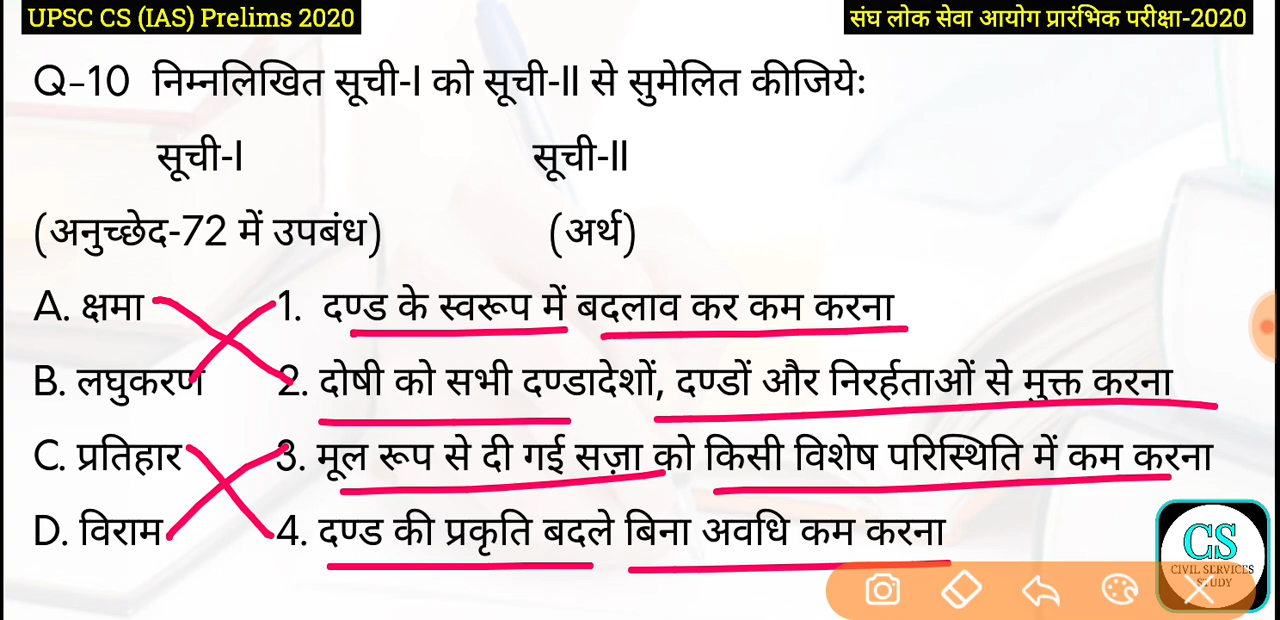 UPSC CS (IAS) Prelims 2020
संघ लोक सेवा आयोग प्रारंभिक परीक्षा-2020
Q-10 निम्नलिखित सूची-I को सूची-II से सुमेलित कीजिये:
सूची-I सूची-II
(अनुच्छेद-72 में उपबंध) (अर्थ)
A. क्षमा 1. दण्ड के स्वरूप में बदलाव कर कम करना
B. लघुकरण 2. दोषी को सभी दण्डादेशों, दण्डों और निरर्हताओं से मुक्त करना
C. प्रतिहार 3. मूल रूप से दी गई सज़ा को किसी विशेष परिस्थिति में कम करना
D. विराम 4. दण्ड की प्रकृति बदले बिना अवधि कम करना
CS
CIVIL SERVICES
STUDY